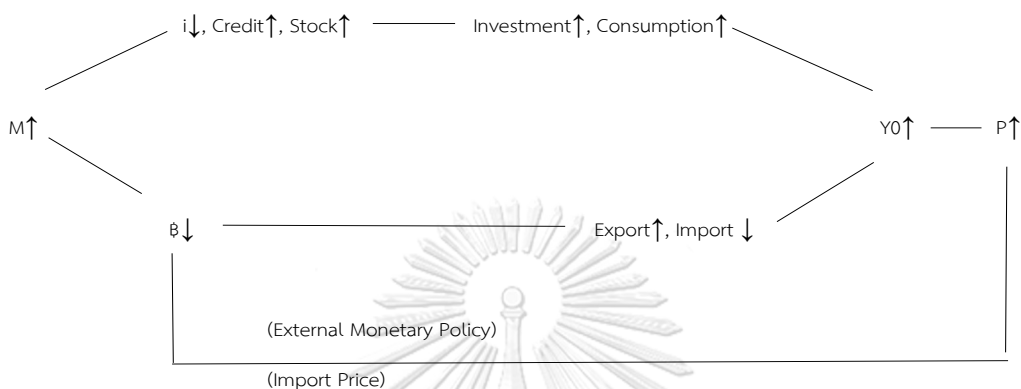 i↓, Credit↑, Stock↑ Investment↑, Consumption↑
M↑ Y0↑ P↑
฿↓ Export↑, Import ↓
(External Monetary Policy)
(Import Price)